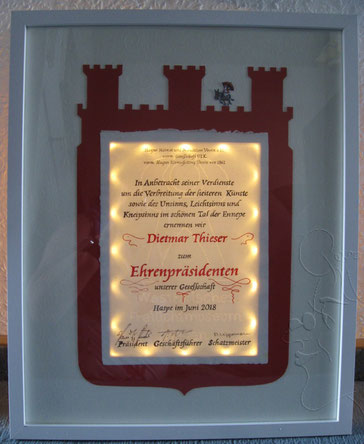 In Anbetracht seiner Verdienste
um die Verbreitung der heiteren Künste
sowie des Unsinns, Leichtsinns und
Kneipsinns im schönen Tal der Ennepe
ernennen wir
Dietmar Thieser
zum
Ehrenpräsidenten
unserer Gesellschaft
Haspe im Juni 2018
Präsident Geschäftsführer Schatzmeister